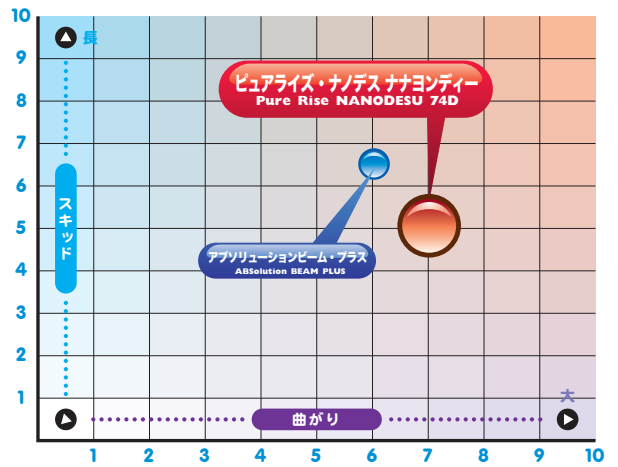 10
長
9
ピュアライズ・ナノデス ナナヨンディー
Pure Rise NANODESU 74D
8
7
6
スキッド
5
アブソリューションビーム・プラス
ABSolution BEAM PLUS
4
3
2
1
大
曲がり
1 2 3 4 5 6 7 8 9 10